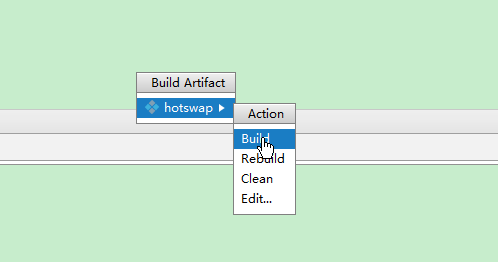 Build Artifact
hotswap
Action
Build
Rebuild
Clean
Edit...